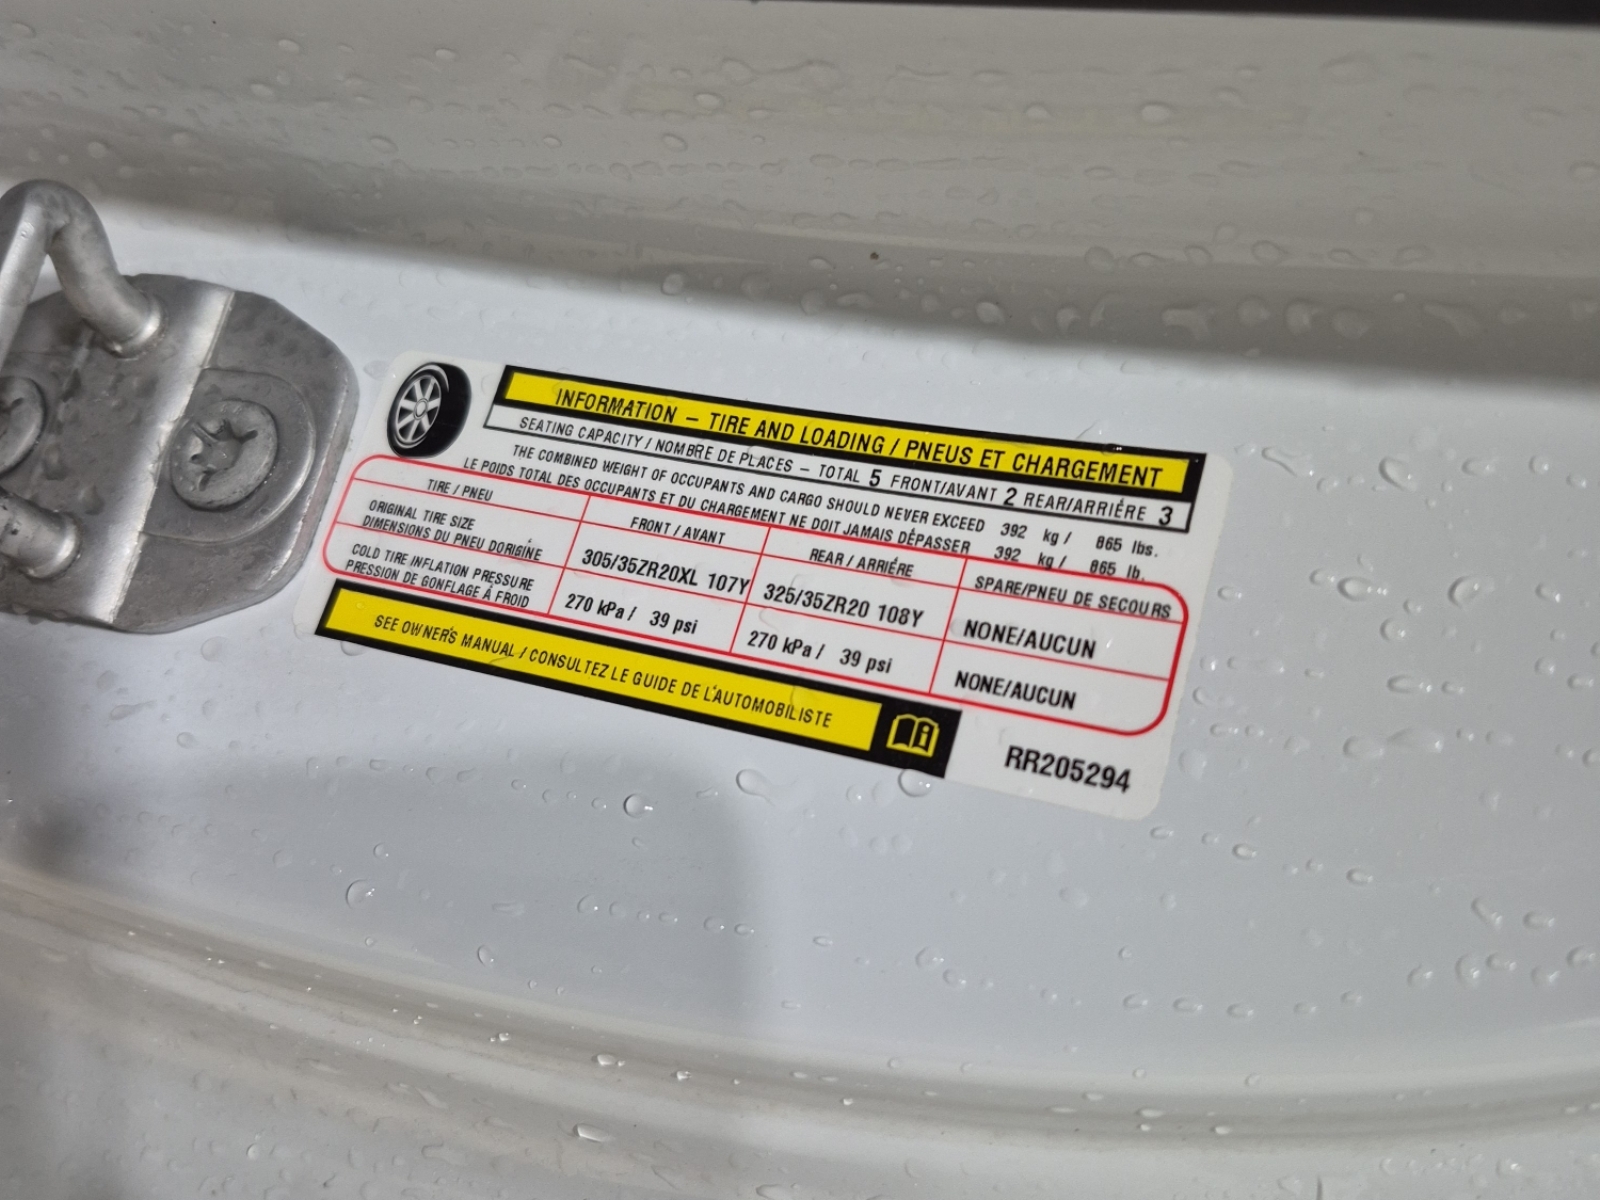 INFORMATION – TIRE AND LOADING / PNEUS ET CHARGEMENT
SEATING CAPACITY / NOMBRE DE PLACES – TOTAL 5 FRONT/AVANT 2 REAR/ARRIÉRE 3
THE COMBINED WEIGHT OF OCCUPANTS AND CARGO SHOULD NEVER EXCEED 392 kg / 865 lbs.
LE POIDS TOTAL DES OCCUPANTS ET DU CHARGEMENT NE DOIT JAMAIS DÉPASSER 392 kg / 865 lb.
TIRE / PNEU FRONT / AVANT REAR / ARRIÉRE SPARE/PNEU DE SECOURS
ORIGINAL TIRE SIZE
DIMENSIONS DU PNEU DORIGINE 305/35ZR20XL 107Y 325/35ZR20 108Y NONE/AUCUN
COLD TIRE INFLATION PRESSURE
PRESSION DE GONFLAGE À FROID 270 kPa / 39 psi 270 kPa / 39 psi NONE/AUCUN
SEE OWNER'S MANUAL / CONSULTEZ LE GUIDE DE L'AUTOMOBILISTE
RR205294